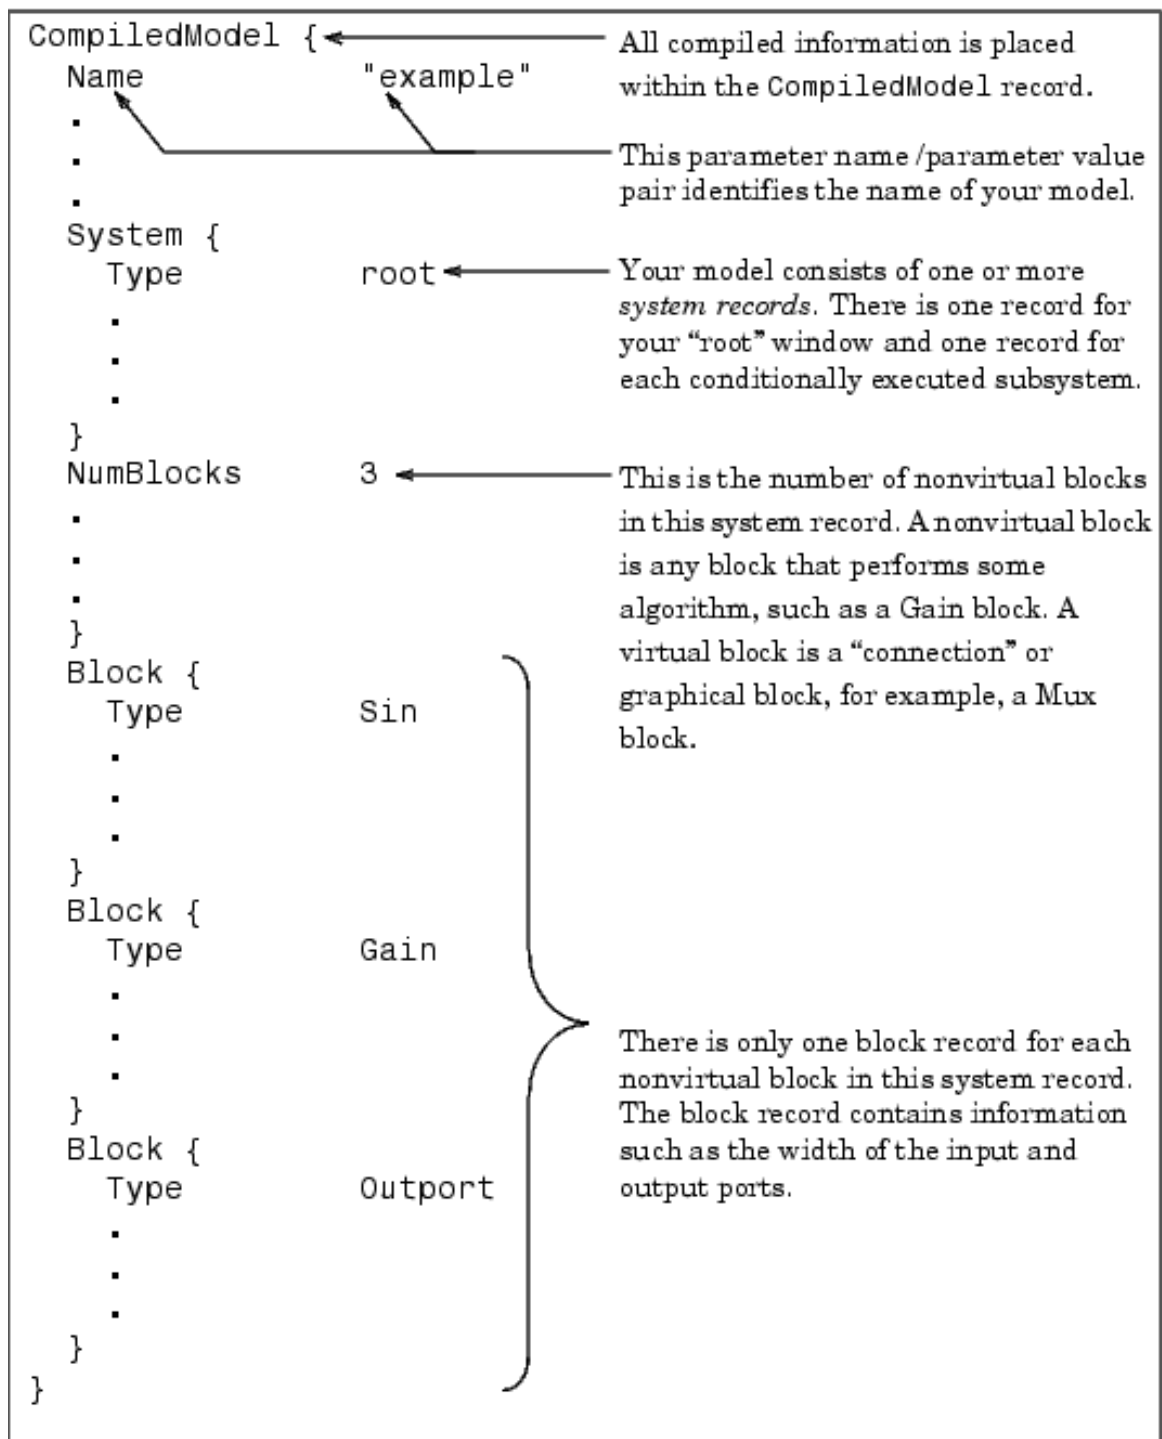 CompiledModel {
Name "example"
.
.
.
System {
Type root
.
.
.
}
NumBlocks 3
.
.
.
}
Block {
Type Sin
.
.
.
}
Block {
Type Gain
.
.
.
}
Block {
Type Outport
.
.
.
}
}
All compiled information is placed
within the CompiledModel record.
This parameter name /parameter value
pair identifies the name of your model.
Your model consists of one or more
system records. There is one record for
your “root” window and one record for
each conditionally executed subsystem.
This is the number of nonvirtual blocks
in this system record. A nonvirtual block
is any block that performs some
algorithm, such as a Gain block. A
virtual block is a “connection” or
graphical block, for example, a Mux
block.
There is only one block record for each
nonvirtual block in this system record.
The block record contains information
such as the width of the input and
output ports.